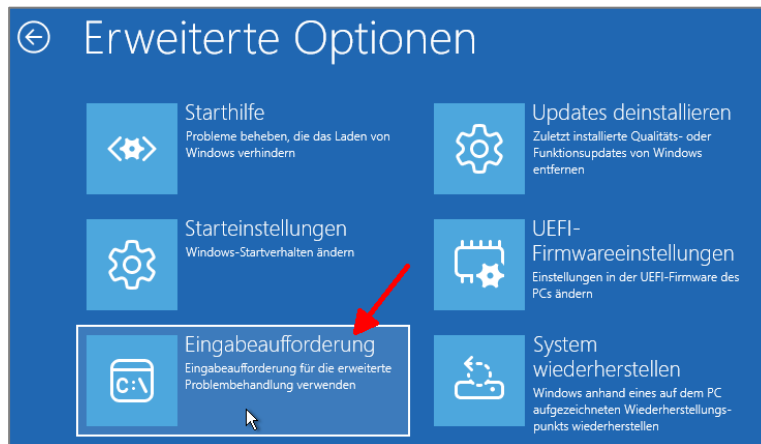 Erweiterte Optionen
Starthilfe
Probleme beheben, die das Laden von
Windows verhindern
Updates deinstallieren
Zuletzt installierte Qualitäts- oder
Funktionsupdates von Windows
entfernen
Starteinstellungen
Windows-Startverhalten ändern
UEFI-
Firmwareeinstellungen
Einstellungen in der UEFI-Firmware des
PCs ändern
C:\
Eingabeaufforderung
Eingabeaufforderung für die erweiterte
Problembehandlung verwenden
System
wiederherstellen
Windows anhand eines auf dem PC
aufgezeichneten Wiederherstellungs-
punkts wiederherstellen